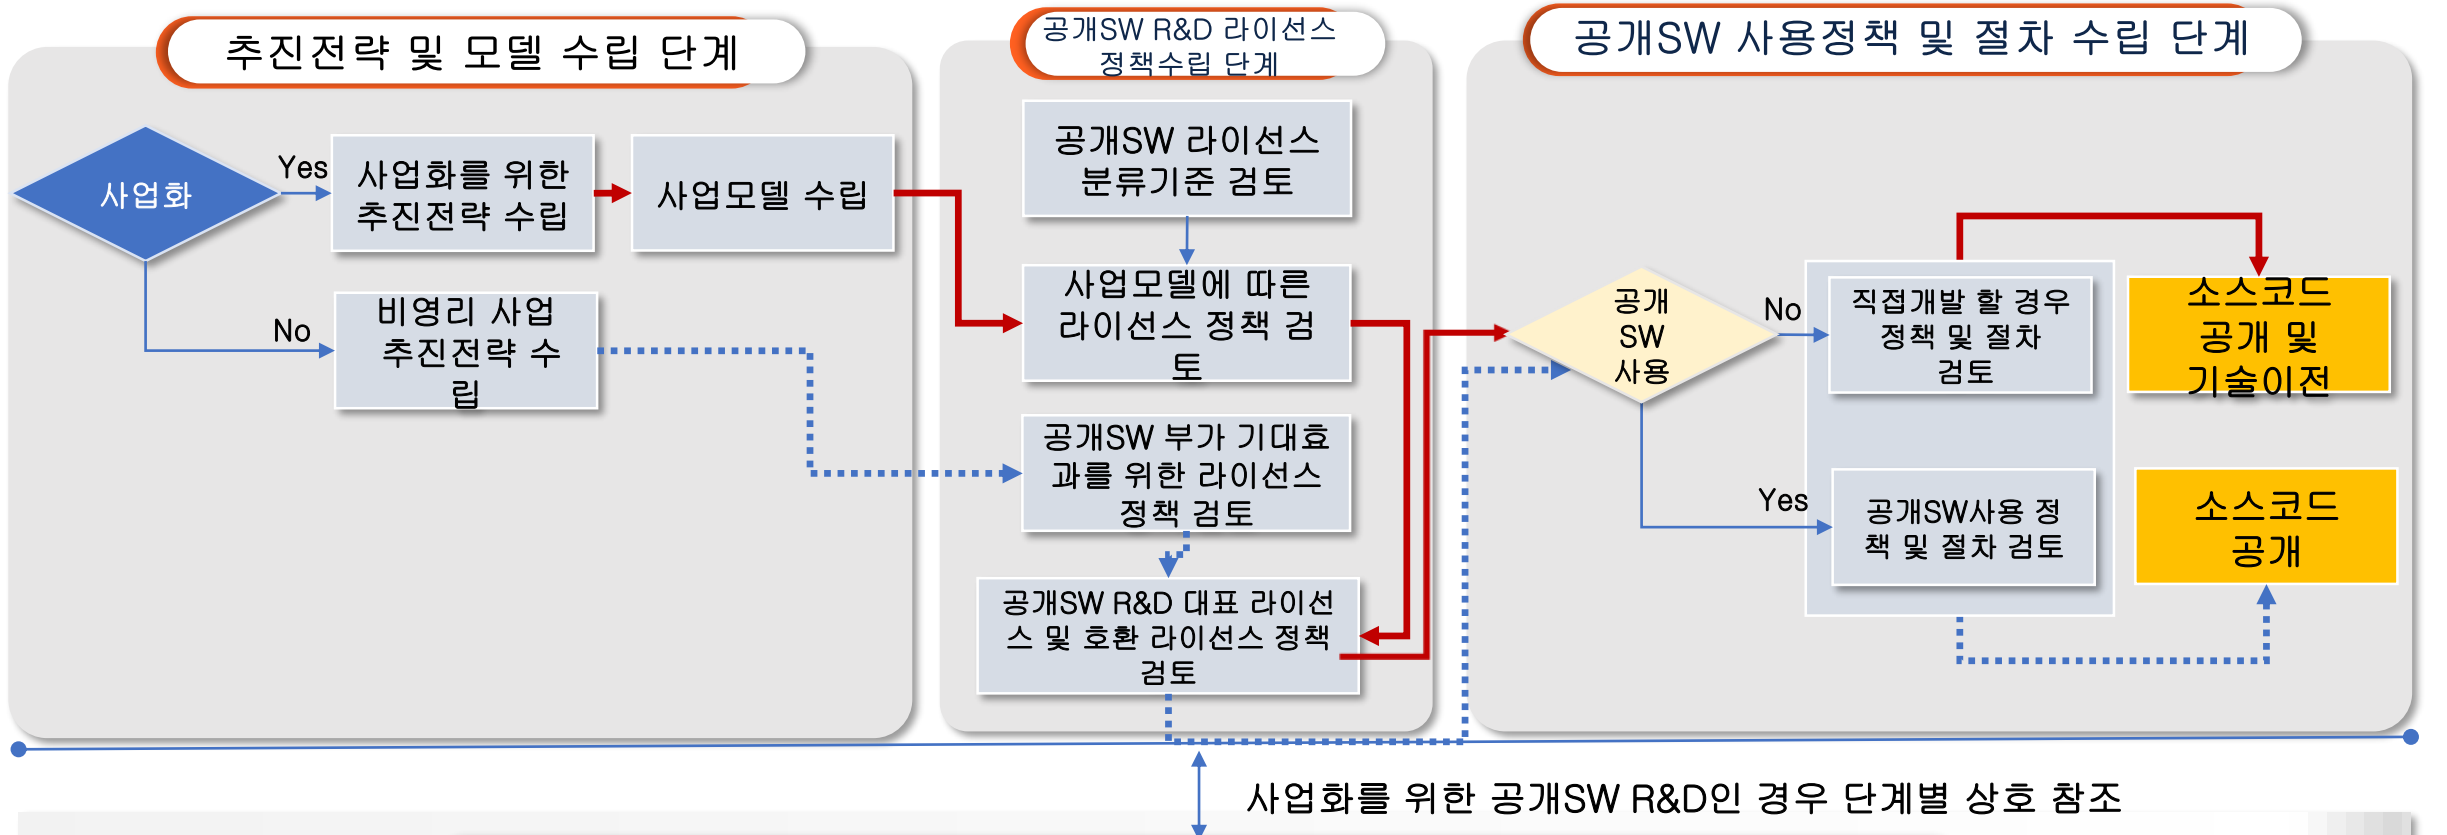 추진전략 및 모델 수립 단계
사업화
Yes
사업화를 위한
추진전략 수립
사업모델 수립
No
비영리 사업
추진전략 수
립
공개SW R&D 라이선스
정책수립 단계
공개SW 라이선스
분류기준 검토
사업모델에 따른
라이선스 정책 검
토
공개SW 부가 기대효
과를 위한 라이선스
정책 검토
공개SW R&D 대표 라이선
스 및 호환 라이선스 정책
검토
공개SW 사용정책 및 절차 수립 단계
공개
SW
사용
No
직접개발 할 경우
정책 및 절차
검토
소스코드
공개 및
기술이전
Yes
공개SW사용 정
책 및 절차 검토
소스코드
공개
사업화를 위한 공개SW R&D인 경우 단계별 상호 참조